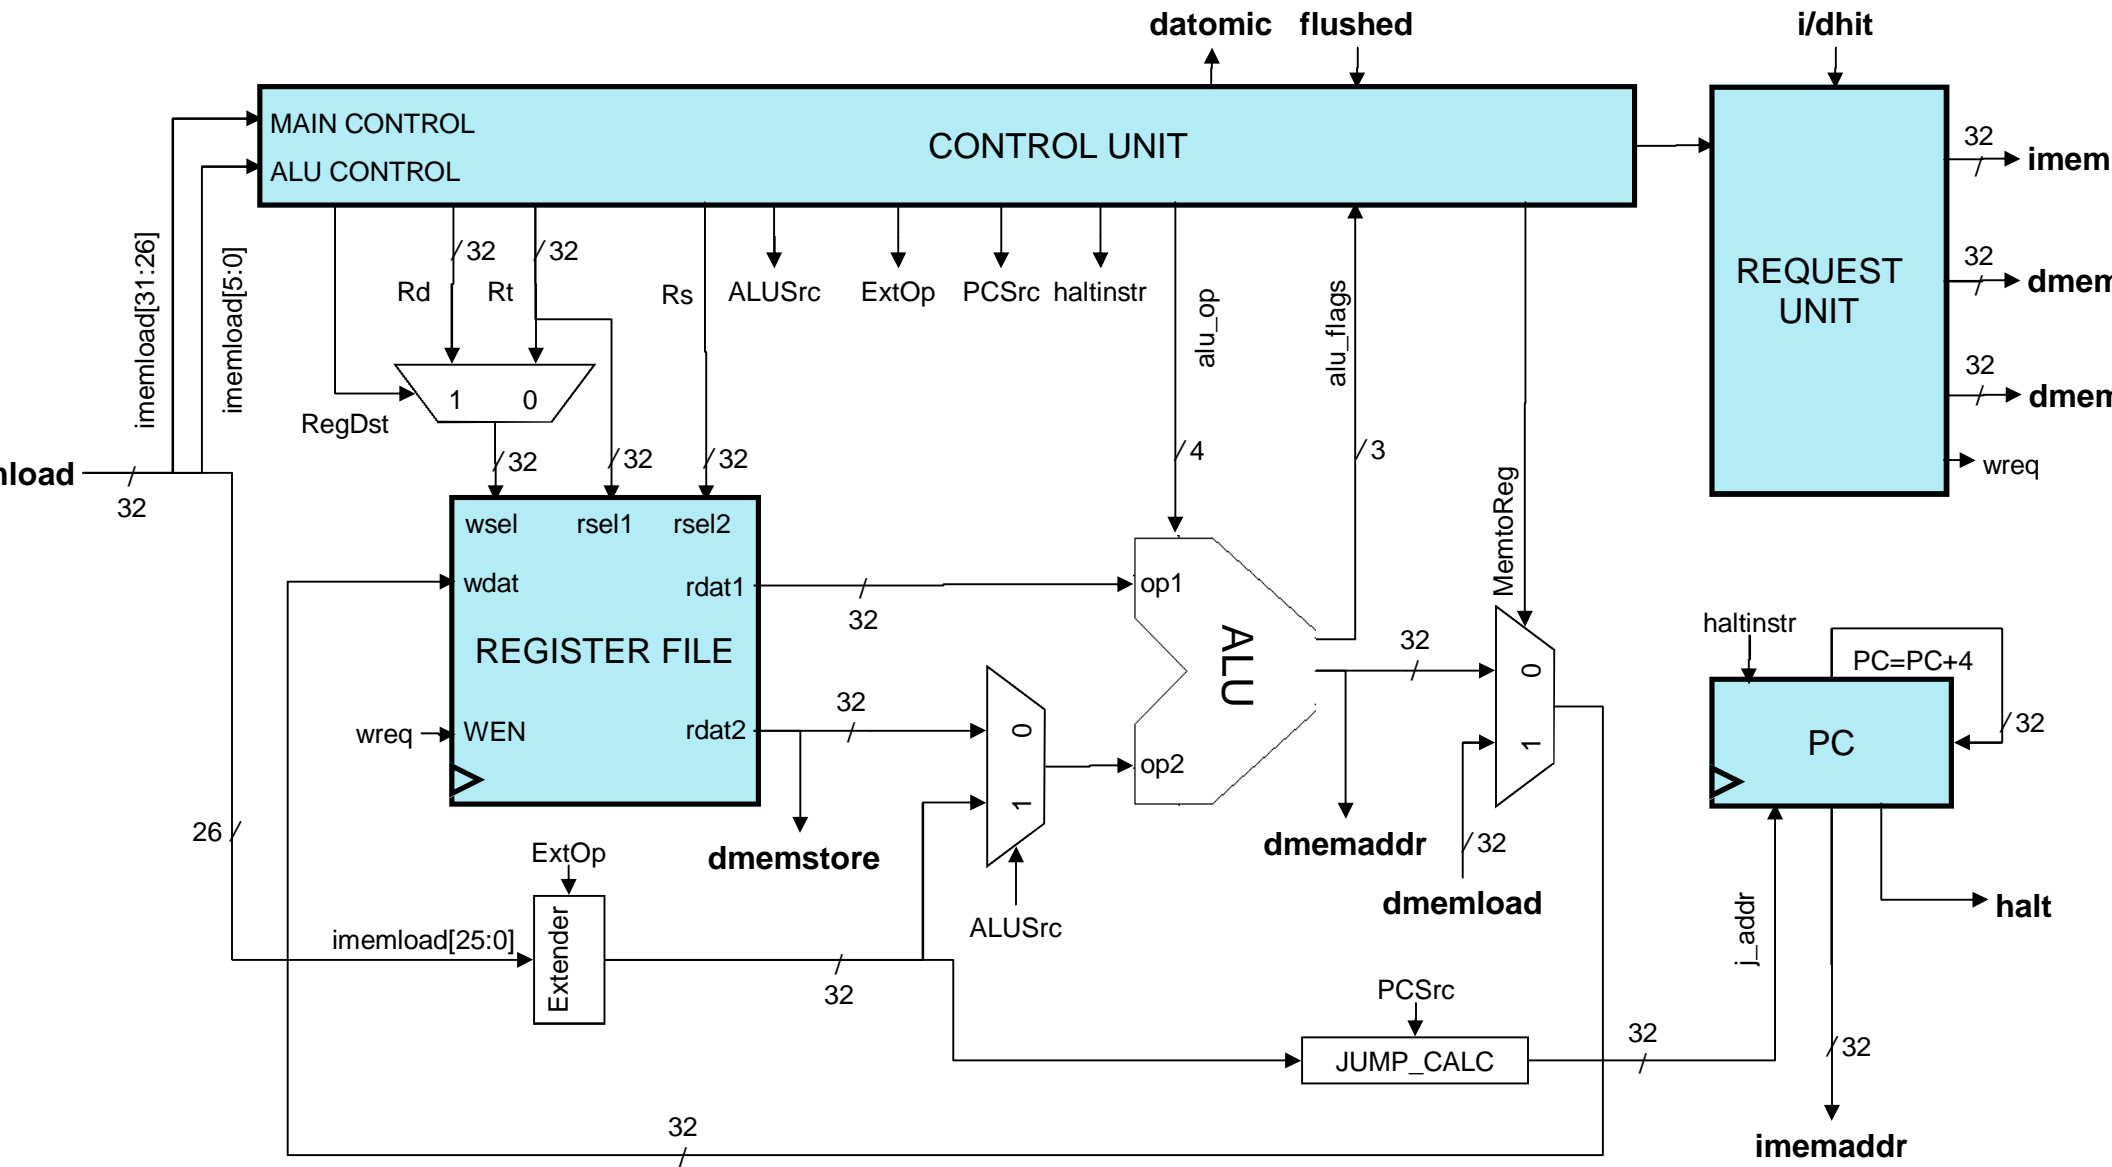 datomic flushed i/dhit
MAIN CONTROL
CONTROL UNIT
ALU CONTROL
32
imem
imemload[31:26]
imemload[5:0]
32
32
Rd
Rt
Rs
ALUSrc
ExtOp
PCSrc
haltinstr
alu_op
alu_flags
REQUEST
UNIT
32
dmem
32
dmem
1
0
RegDst
32
32
32
4
3
MemtoReg
wreq
nload
32
wsel
rsel1
rsel2
wdat
rdat1
32
op1
REGISTER FILE
ALU
32
0
haltinstr
PC=PC+4
32
wreq
WEN
rdat2
32
0
1
op2
1
PC
26
ExtOp
dmemstore
dmemaddr
32
dmemload
halt
imemload[25:0]
Extender
ALUSrc
j_addr
32
PCSrc
JUMP_CALC
32
32
32
imemaddr